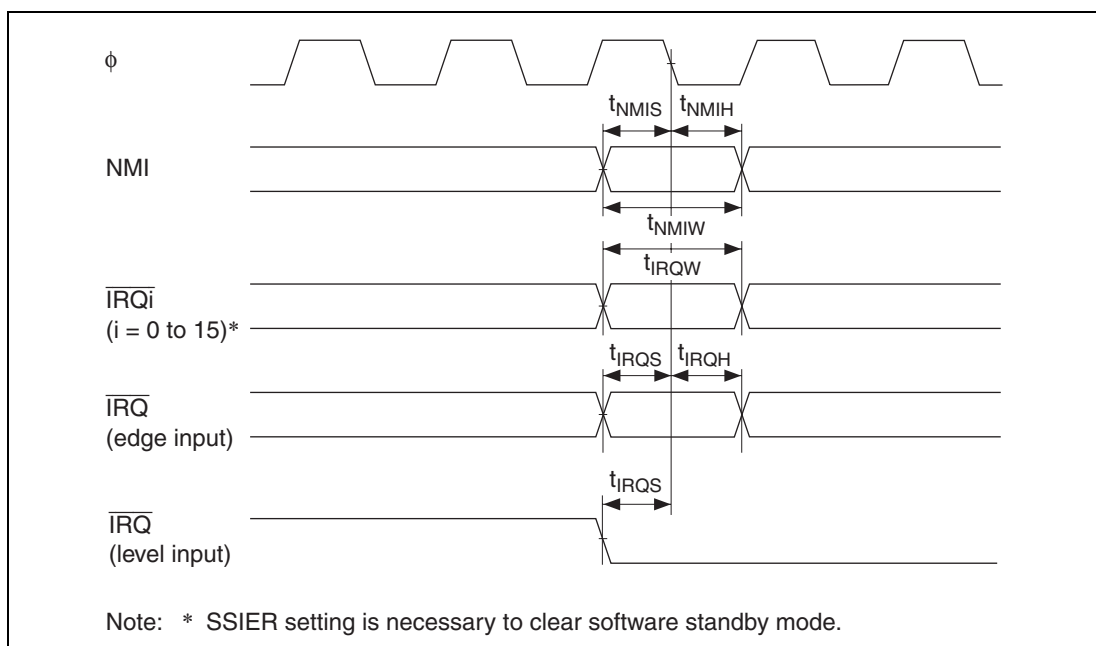 ϕ
tNMIS tNMIH
NMI
tNMIW
tIRQW
IRQi
(i = 0 to 15)*
tIRQS tIRQH
IRQ
(edge input)
tIRQS
IRQ
(level input)
Note: * SSIER setting is necessary to clear software standby mode.